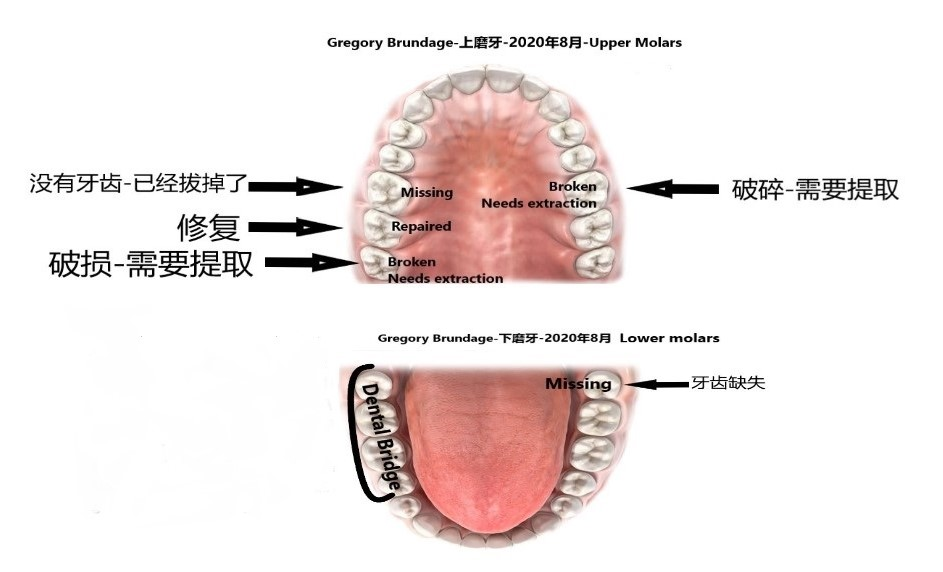 Gregory Brundage-上磨牙-2020年8月-Upper Molars
没有牙齿-已经拔掉了
Missing
Broken
Needs extraction
破碎-需要提取
修复
Repaired
破损-需要提取
Broken
Needs extraction
Gregory Brundage-下磨牙-2020年8月 Lower molars
Dental Bridge
Missing
牙齿缺失